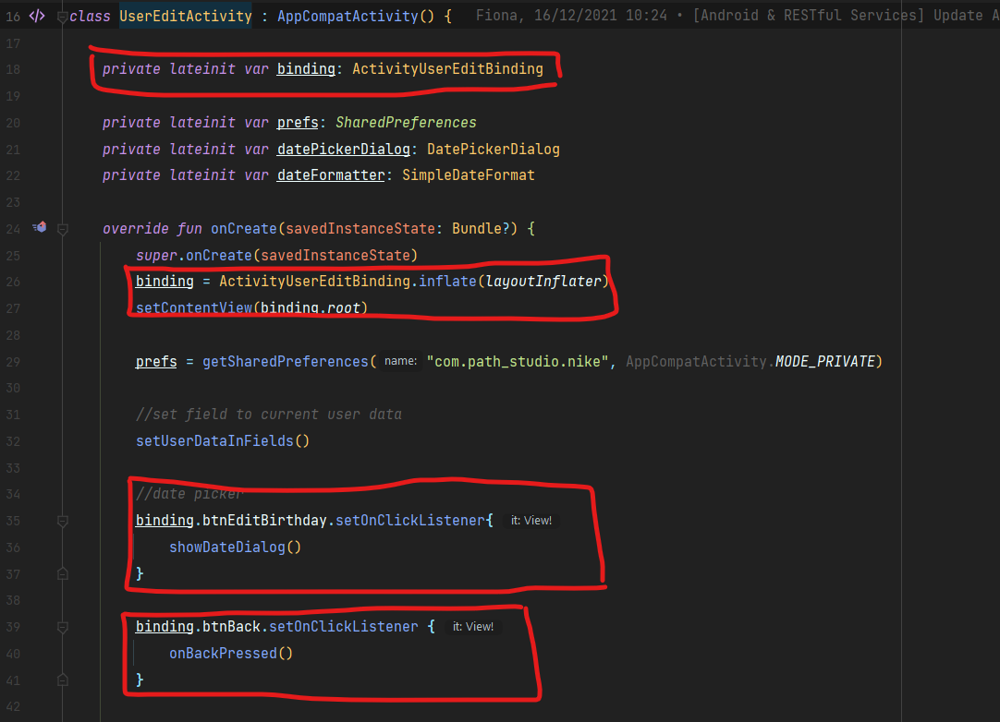 16 class UserEditActivity : AppCompatActivity() { Fiona, 16/12/2021 10:24 • [Android & RESTful Services] Update A
17
18 private lateinit var binding: ActivityUserEditBinding
19
20 private lateinit var prefs: SharedPreferences
21 private lateinit var datePickerDialog: DatePickerDialog
22 private lateinit var dateFormatter: SimpleDateFormat
23
24 override fun onCreate(savedInstanceState: Bundle?) {
25 super.onCreate(savedInstanceState)
26 binding = ActivityUserEditBinding.inflate(layoutInflater)
27 setContentView(binding.root)
28
29 prefs = getSharedPreferences( name: "com.path_studio.nike", AppCompatActivity.MODE_PRIVATE)
30
31 //set field to current user data
32 setUserDataInFields()
33
34 //date picker
35 binding.btnEditBirthday.setOnClickListener{ it: View!
36 showDateDialog()
37 }
38
39 binding.btnBack.setOnClickListener { it: View!
40 onBackPressed()
41 }
42